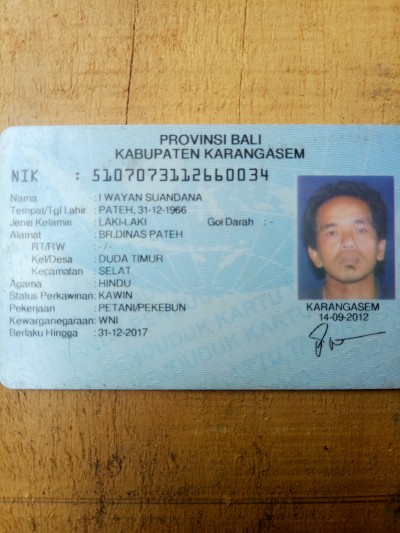 PROVINSI BALI
KABUPATEN KARANGASEM
NIK : 5107073112660034
Nama : I WAYAN SUANDANA
Tempat/Tgl Lahir : PATEH, 31-12-1966
Jenis Kelamin : LAKI-LAKI Gol Darah : -
Alamat : BR.DINAS PATEH
RT/RW : -/-
Kel/Desa : DUDA TIMUR
Kecamatan : SELAT
Agama : HINDU
Status Perkawinan: KAWIN
Pekerjaan : PETANI/PEKEBUN
Kewarganegaraan: WNI
Berlaku Hingga : 31-12-2017
KARANGASEM
14-09-2012